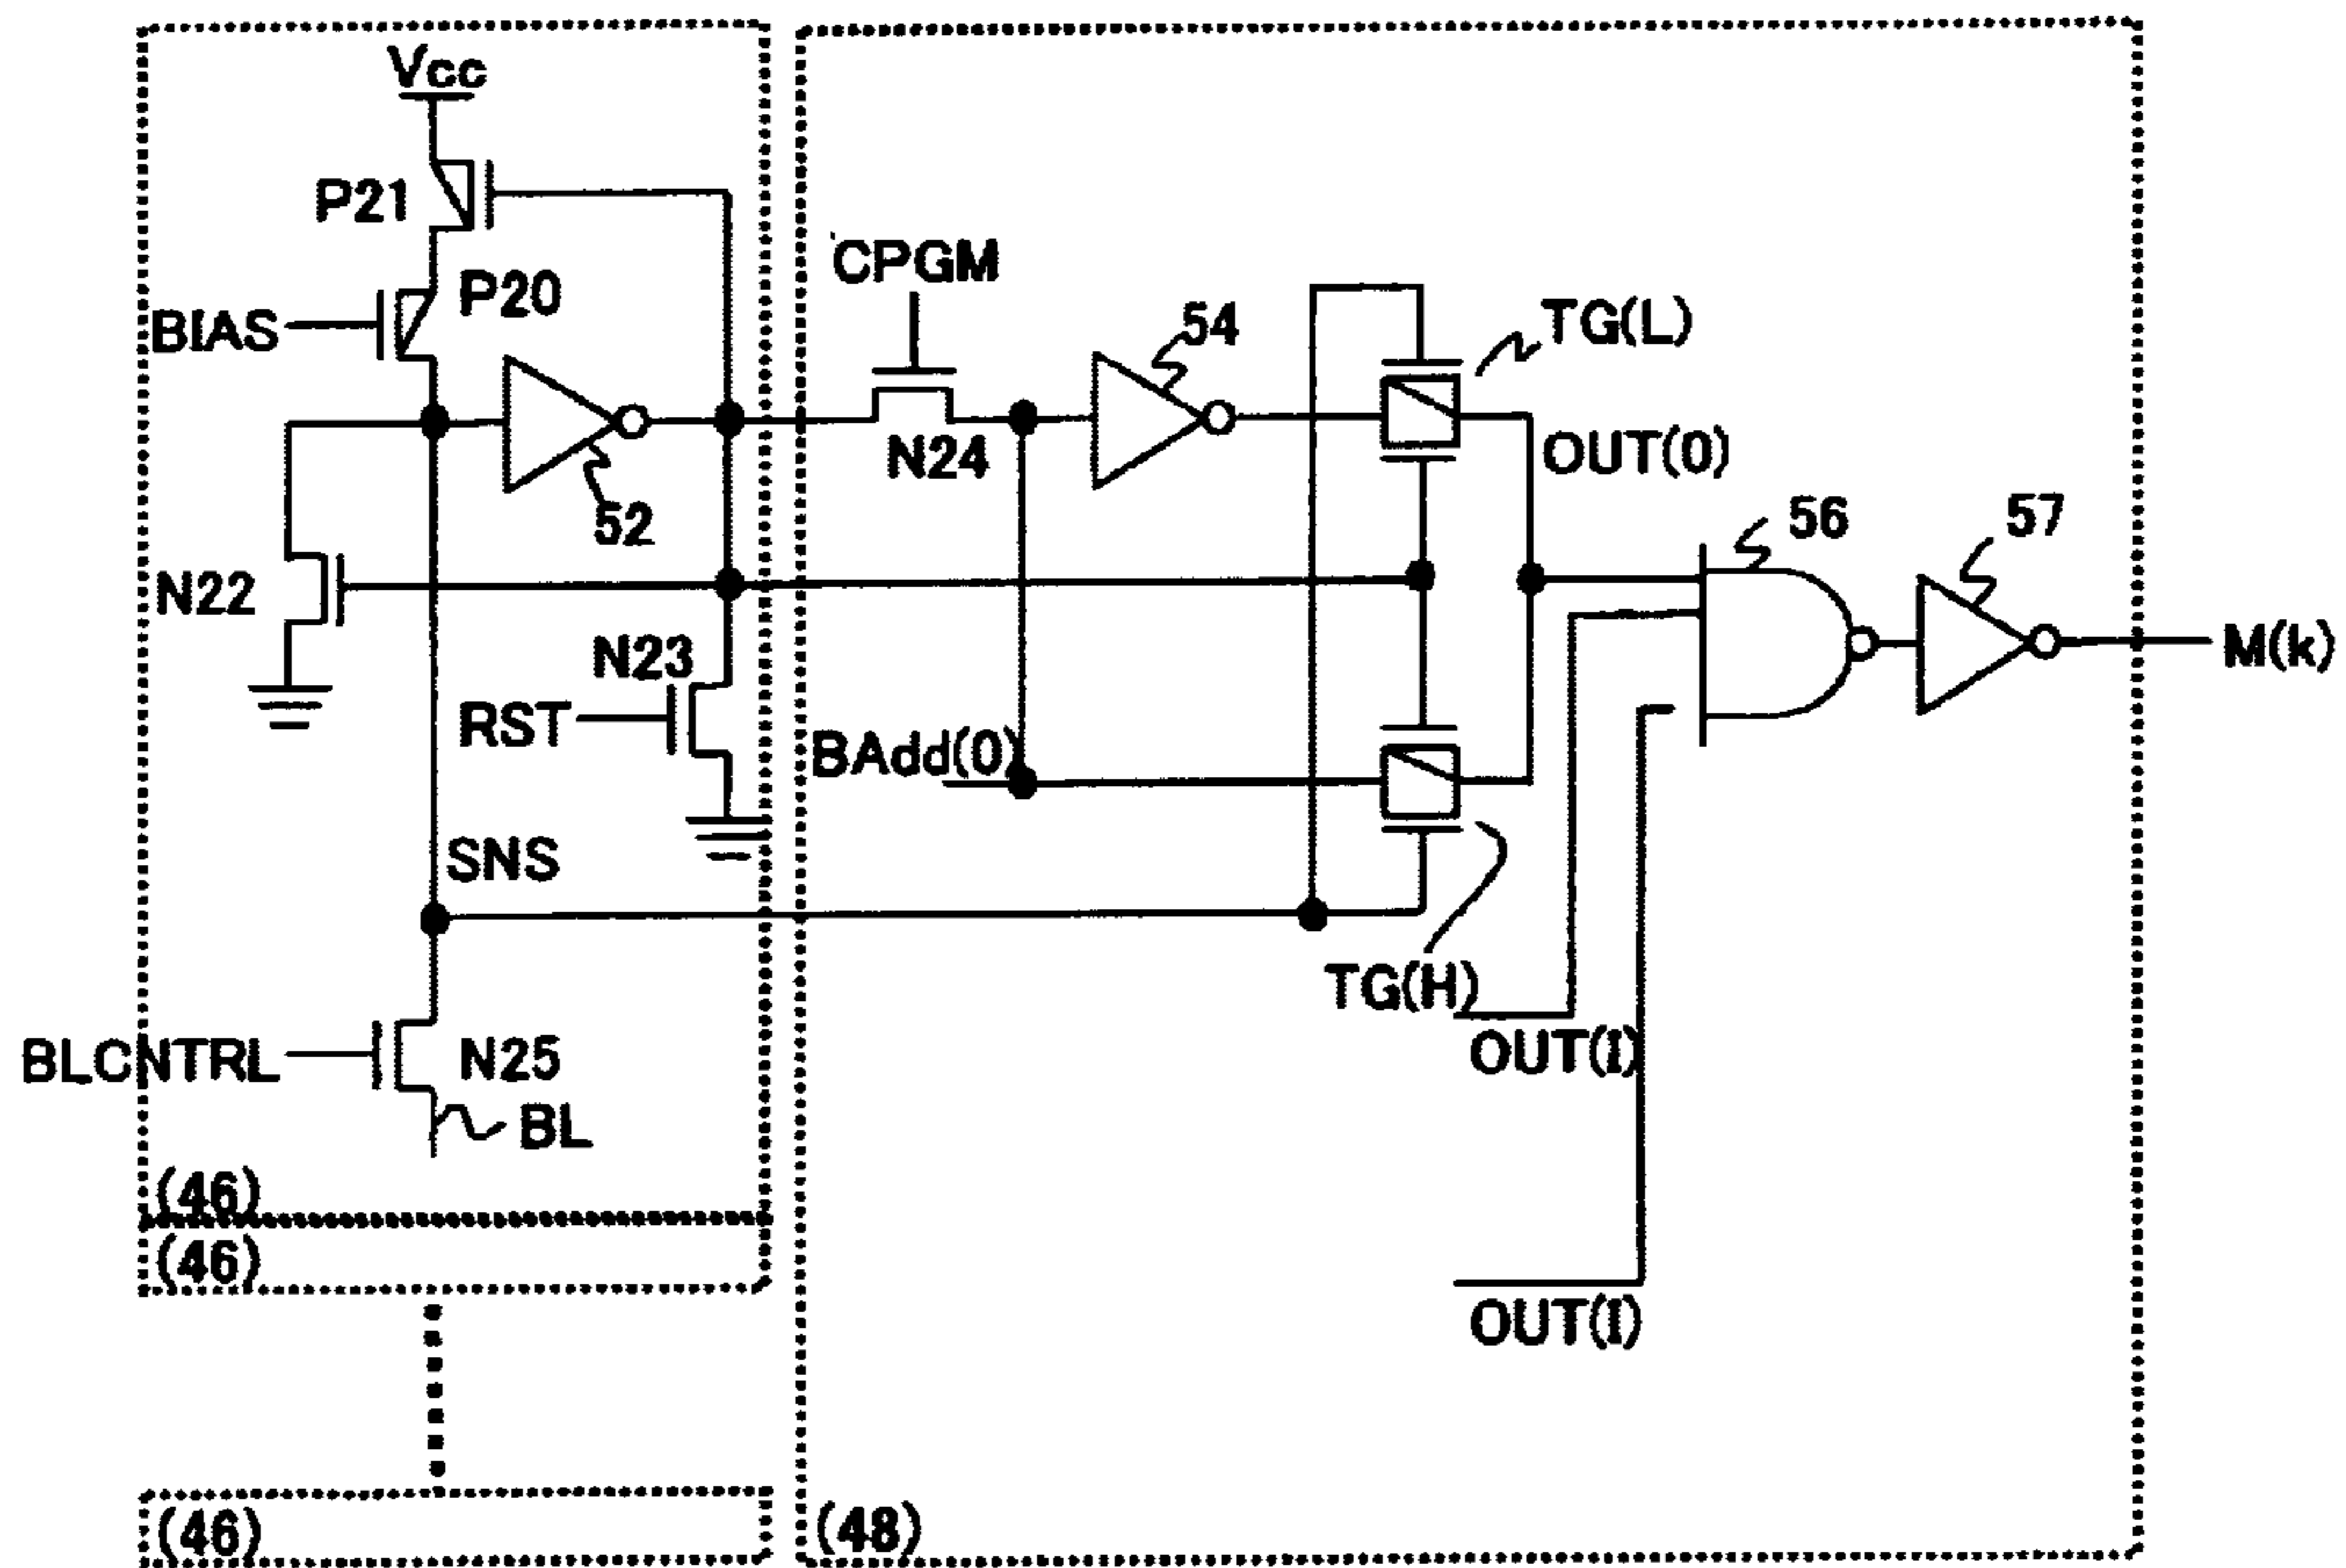 Vcc
P21
P20
BIAS
CPGM
54
TG(L)
N24
OUT(0)
52
56
57
N22
N23
M(k)
RST
BAdd(0)
SNS
TG(H)
BLCNTRL
N25
OUT(I)
BL
(46)
(46)
OUT(I)
(46)
(48)